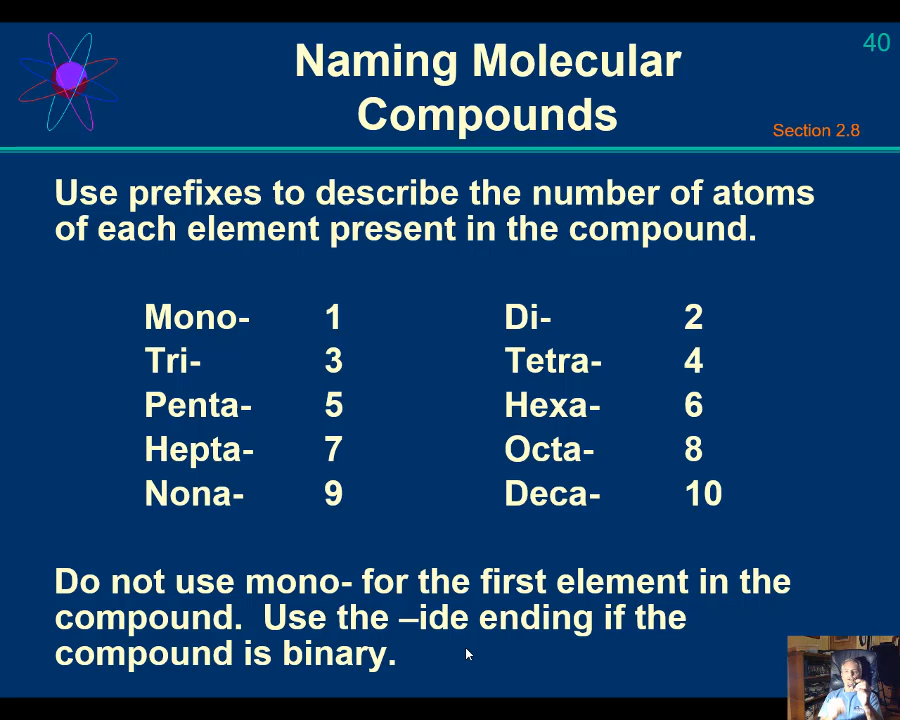 40
Naming Molecular
Compounds
Section 2.8
Use prefixes to describe the number of atoms
of each element present in the compound.
Mono- 1 Di- 2
Tri- 3 Tetra- 4
Penta- 5 Hexa- 6
Hepta- 7 Octa- 8
Nona- 9 Deca- 10
Do not use mono- for the first element in the
compound.  Use the –ide ending if the
compound is binary.